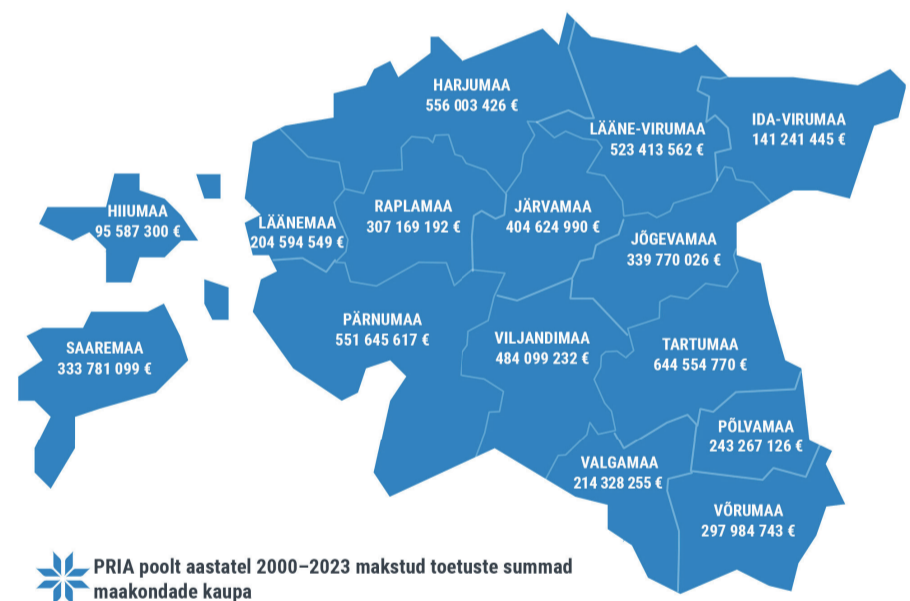 HARJUMAA
556 003 426 €
LÄÄNE-VIRUMAA
523 413 562 €
IDA-VIRUMAA
141 241 445 €
HIIUMAA
95 587 300 €
LÄÄNEMAA
204 594 549 €
RAPLAMAA
307 169 192 €
JÄRVAMAA
404 624 990 €
JÕGEVAMAA
339 770 026 €
SAAREMAA
333 781 099 €
PÄRNUMAA
551 645 617 €
VILJANDIMAA
484 099 232 €
TARTUMAA
644 554 770 €
PÕLVAMAA
243 267 126 €
VALGAMAA
214 328 255 €
VÕRUMAA
297 984 743 €
PRIA poolt aastatel 2000–2023 makstud toetuste summad
maakondade kaupa